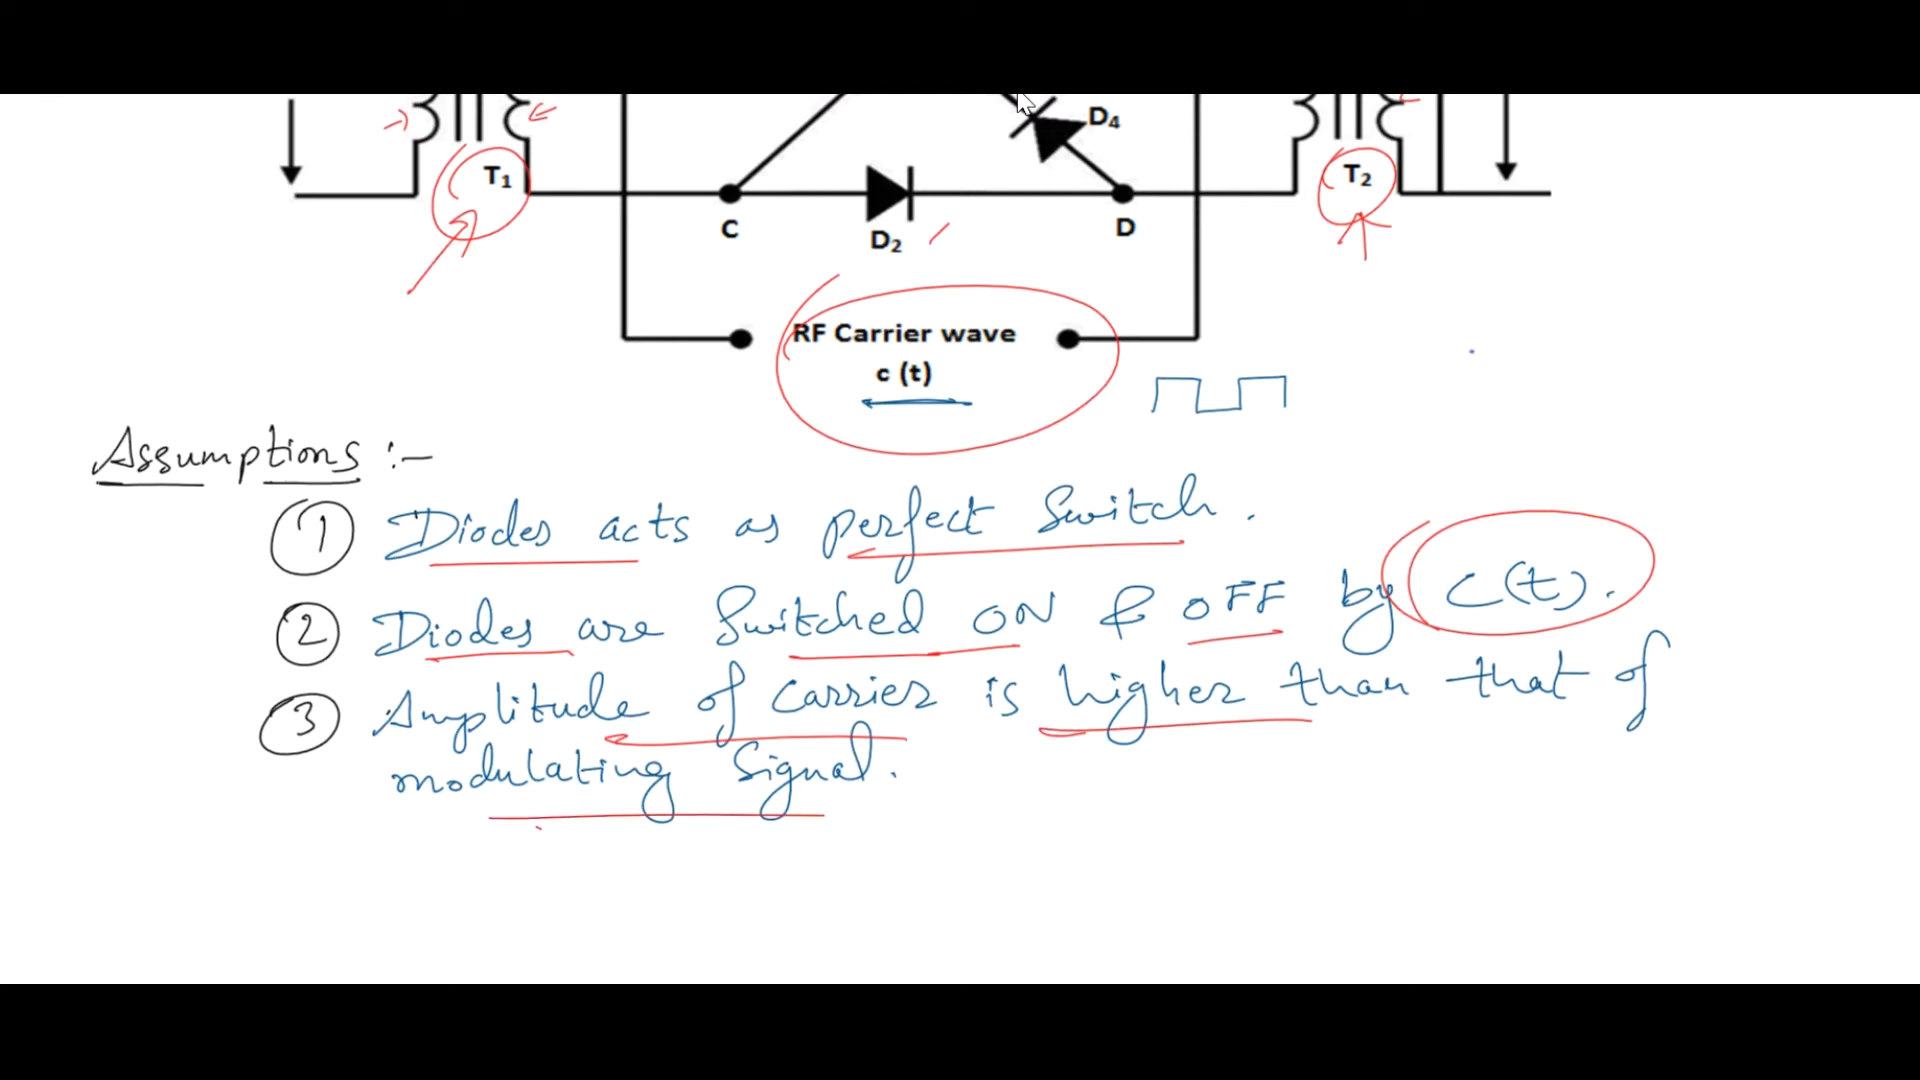 D4
T1
T2
C
D2
D
RF Carrier wave
c (t)
Assumptions :-
1 Diodes acts as perfect Switch.
2 Diodes are Switched ON & OFF by c(t).
3 Amplitude of carrier is higher than that of
modulating Signal.